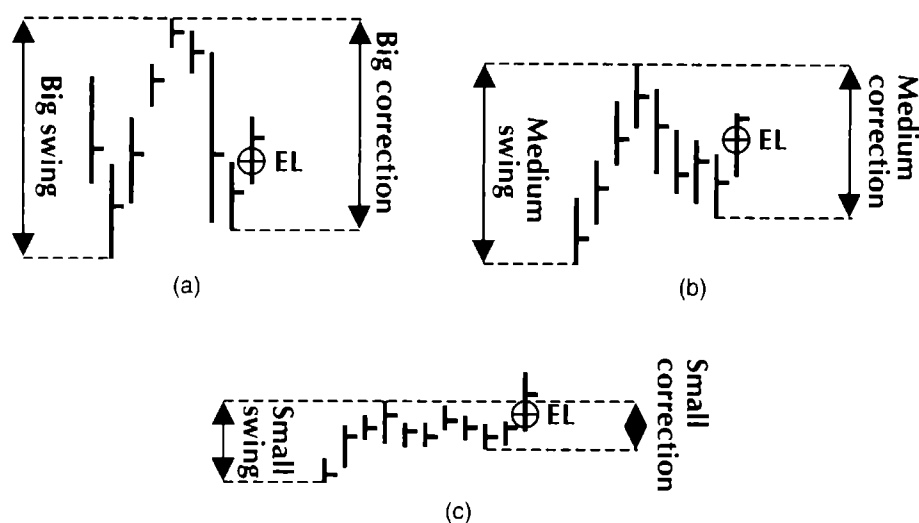 Big swing
EL
Big correction
(a)
Medium
swing
EL
Medium
correction
(b)
Small
swing
EL
Small
correction
(c)